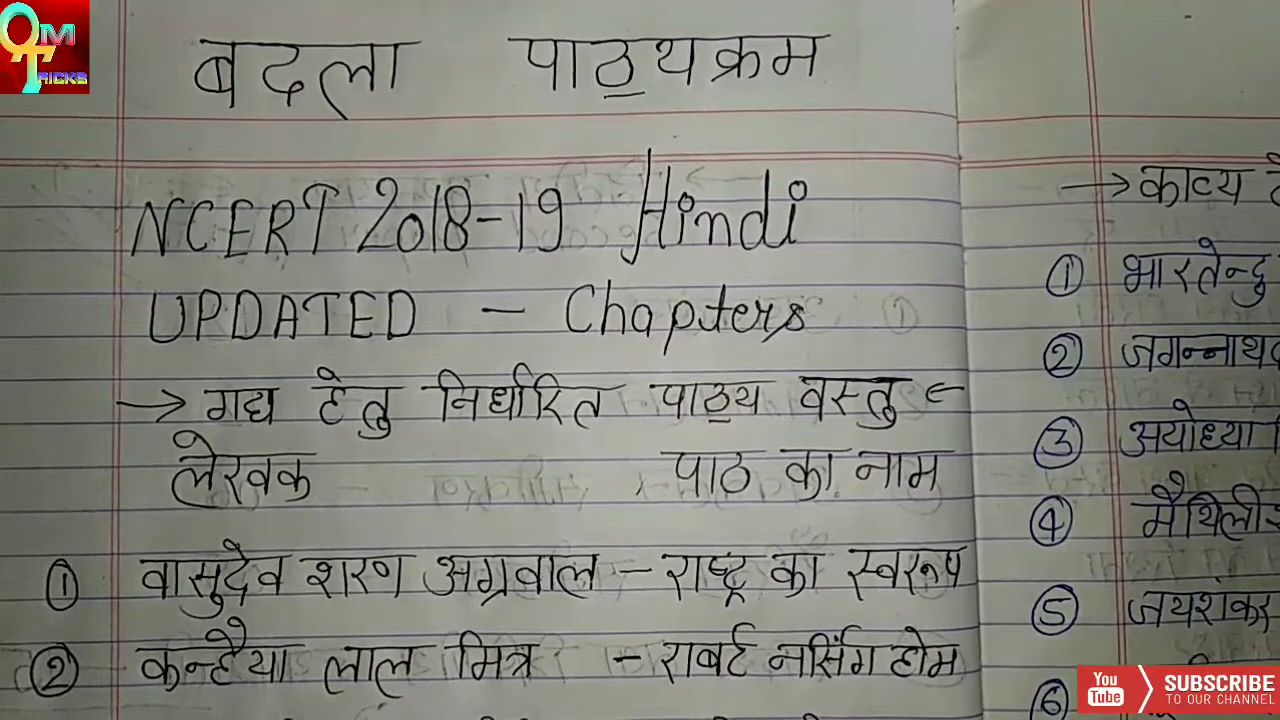 OM
TRICKS
बदला पाठ्यक्रम
NCERT 2018-19 Hindi
UPDATED - Chapters
→ गद्य हेतु निर्धारित पाठ्य वस्तु ←
लेखक पाठ का नाम
① वासुदेव शरण अग्रवाल - राष्ट्र का स्वरूप
② कन्हैया लाल मित्र - राबर्ट नर्सिंग होम
→ काव्य
① भारतेन्दु
② जगन्नाथ
③ अयोध्या
④ मैथिली
⑤ जयशंकर
⑥
You
Tube
SUBSCRIBE
TO OUR CHANNEL